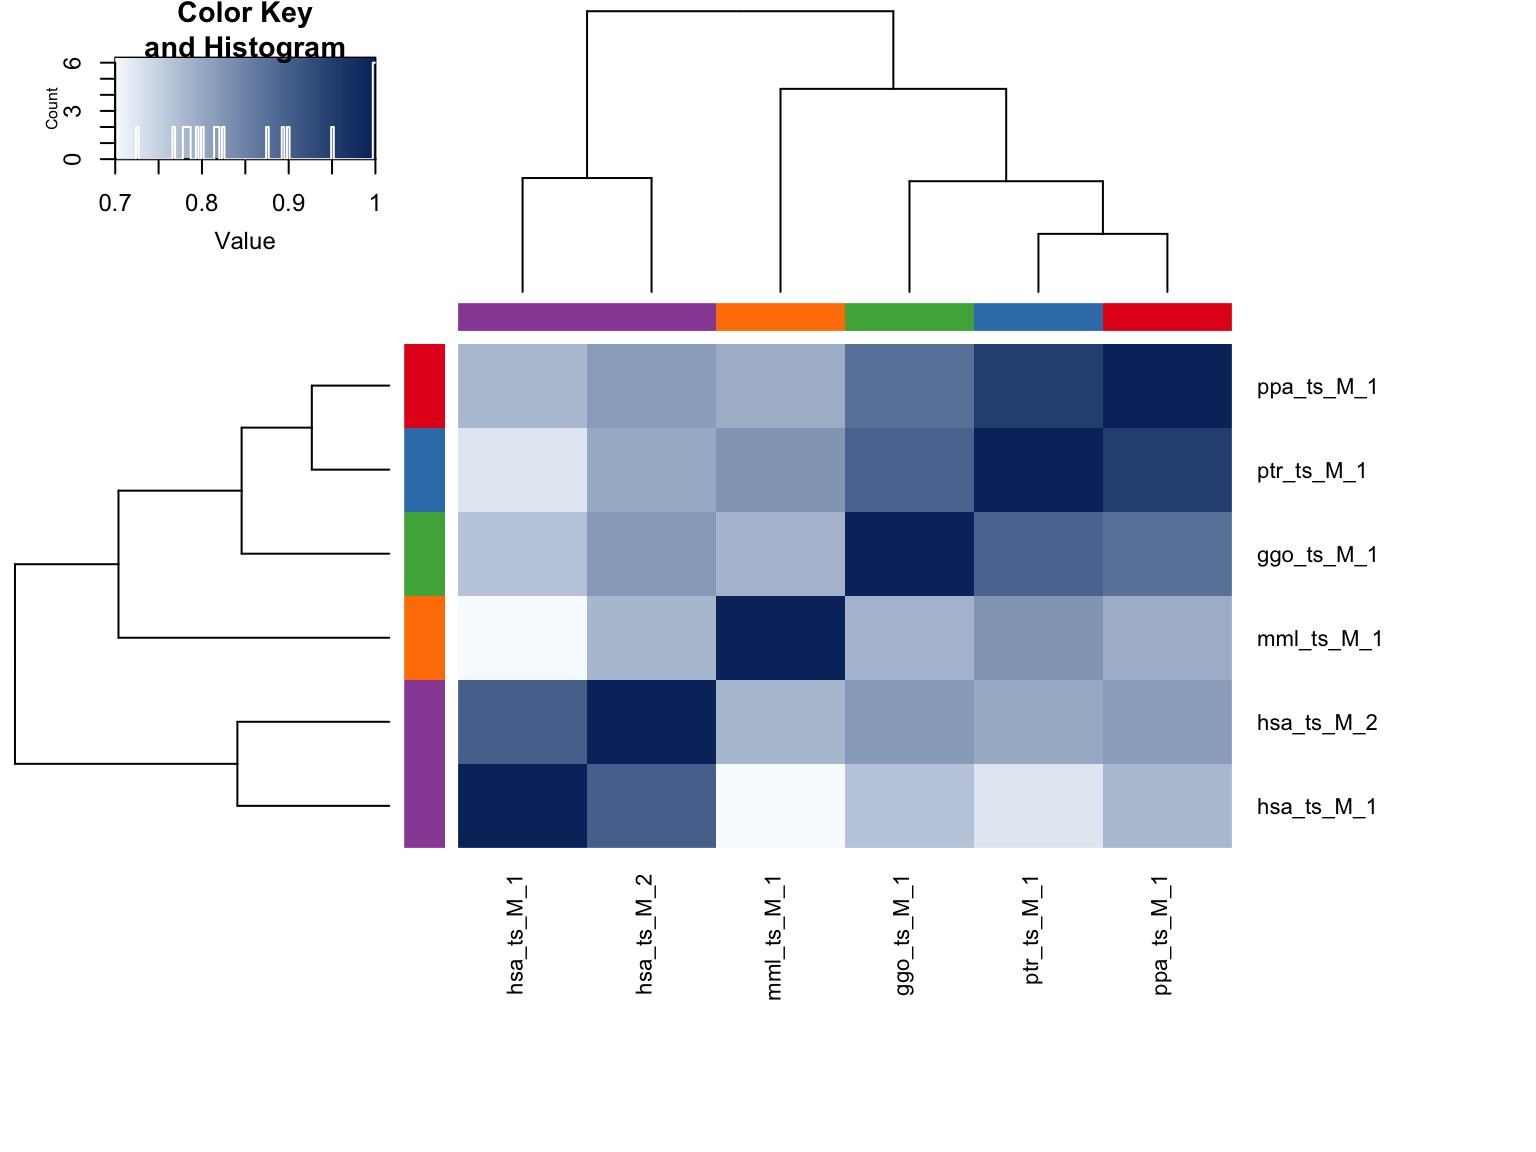 Color Key
and Histogram
Count
0 3 6
0.7 0.8 0.9 1
Value
ppa_ts_M_1
ptr_ts_M_1
ggo_ts_M_1
mml_ts_M_1
hsa_ts_M_2
hsa_ts_M_1
hsa_ts_M_1
hsa_ts_M_2
mml_ts_M_1
ggo_ts_M_1
ptr_ts_M_1
ppa_ts_M_1